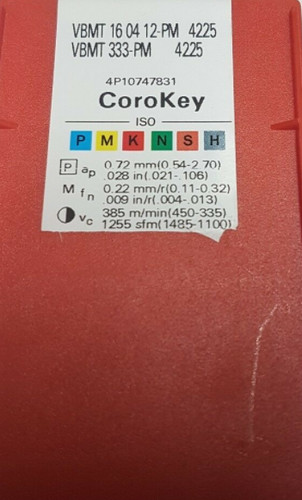 VBMT 16 04 12-PM 4225
VBMT 333-PM 4225
4P10747831
CoroKey
ISO
P M K N S H
P ap 0.72 mm(0.54-2.70)
.028 in(.021-.106)
M fn 0.22 mm/r(0.11-0.32)
.009 in/r(.004-.013)
vc 385 m/min(450-335)
1255 sfm(1485-1100)